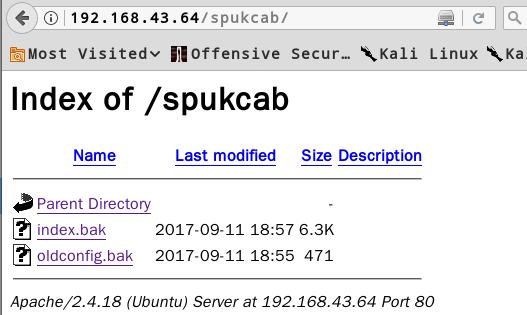 192.168.43.64/spukcab/
Most Visited Offensive Secur… Kali Linux Ka
Index of /spukcab
Name Last modified Size Description
Parent Directory -
index.bak 2017-09-11 18:57 6.3K
oldconfig.bak 2017-09-11 18:55 471
Apache/2.4.18 (Ubuntu) Server at 192.168.43.64 Port 80